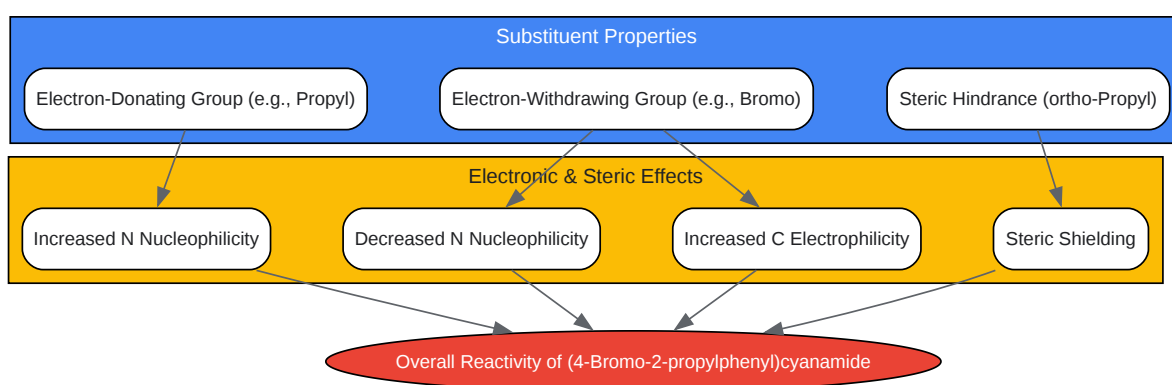 Substituent Properties
Electron-Donating Group (e.g., Propyl)
Electron-Withdrawing Group (e.g., Bromo)
Steric Hindrance (ortho-Propyl)
Electronic & Steric Effects
Increased N Nucleophilicity
Decreased N Nucleophilicity
Increased C Electrophilicity
Steric Shielding
Overall Reactivity of (4-Bromo-2-propylphenyl)cyanamide